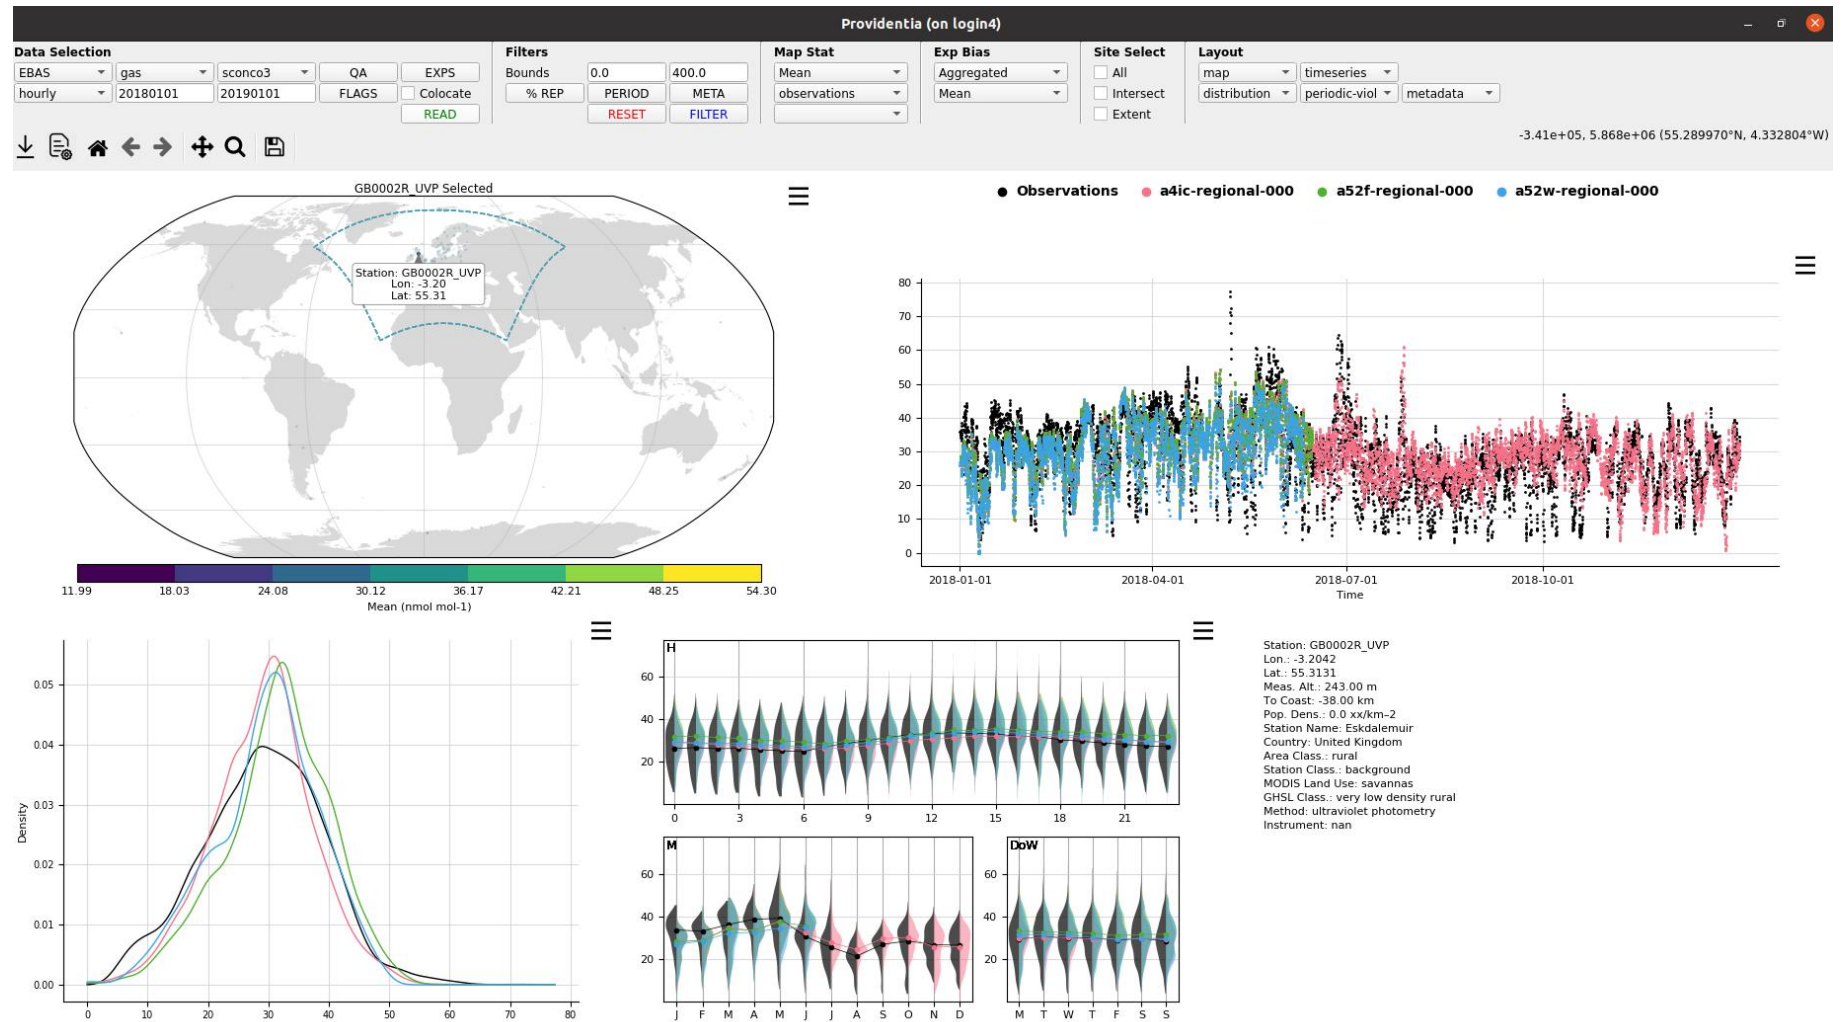 Providentia (on login4)
Data Selection Filters Map Stat Exp Bias Site Select Layout
EBAS gas sconco3 QA EXPS Bounds 0.0 400.0 Mean Aggregated All map timeseries
hourly 20180101 20190101 FLAGS Colocate % REP PERIOD META observations Mean Intersect distribution periodic-viol metadata
READ RESET FILTER Extent
-3.41e+05, 5.868e+06 (55.289970°N, 4.332804°W)
GB0002R_UVP Selected
Station: GB0002R_UVP
Lon: -3.20
Lat: 55.31
11.99 18.03 24.08 30.12 36.17 42.21 48.25 54.30
Mean (nmol mol-1)
Observations a4ic-regional-000 a52f-regional-000 a52w-regional-000
80
70
60
50
40
30
20
10
0
2018-01-01 2018-04-01 2018-07-01 2018-10-01
Time
Density
0.05
0.04
0.03
0.02
0.01
0.00
0 10 20 30 40 50 60 70 80
H
60
40
20
0 3 6 9 12 15 18 21
M
60
40
20
J F M A M J J A S O N D
DoW
60
40
20
M T W T F S S
Station: GB0002R_UVP
Lon.: -3.2042
Lat.: 55.3131
Meas. Alt.: 243.00 m
To Coast: -38.00 km
Pop. Dens.: 0.0 xx/km–2
Station Name: Eskdalemuir
Country: United Kingdom
Area Class.: rural
Station Class.: background
MODIS Land Use: savannas
GHSL Class.: very low density rural
Method: ultraviolet photometry
Instrument: nan